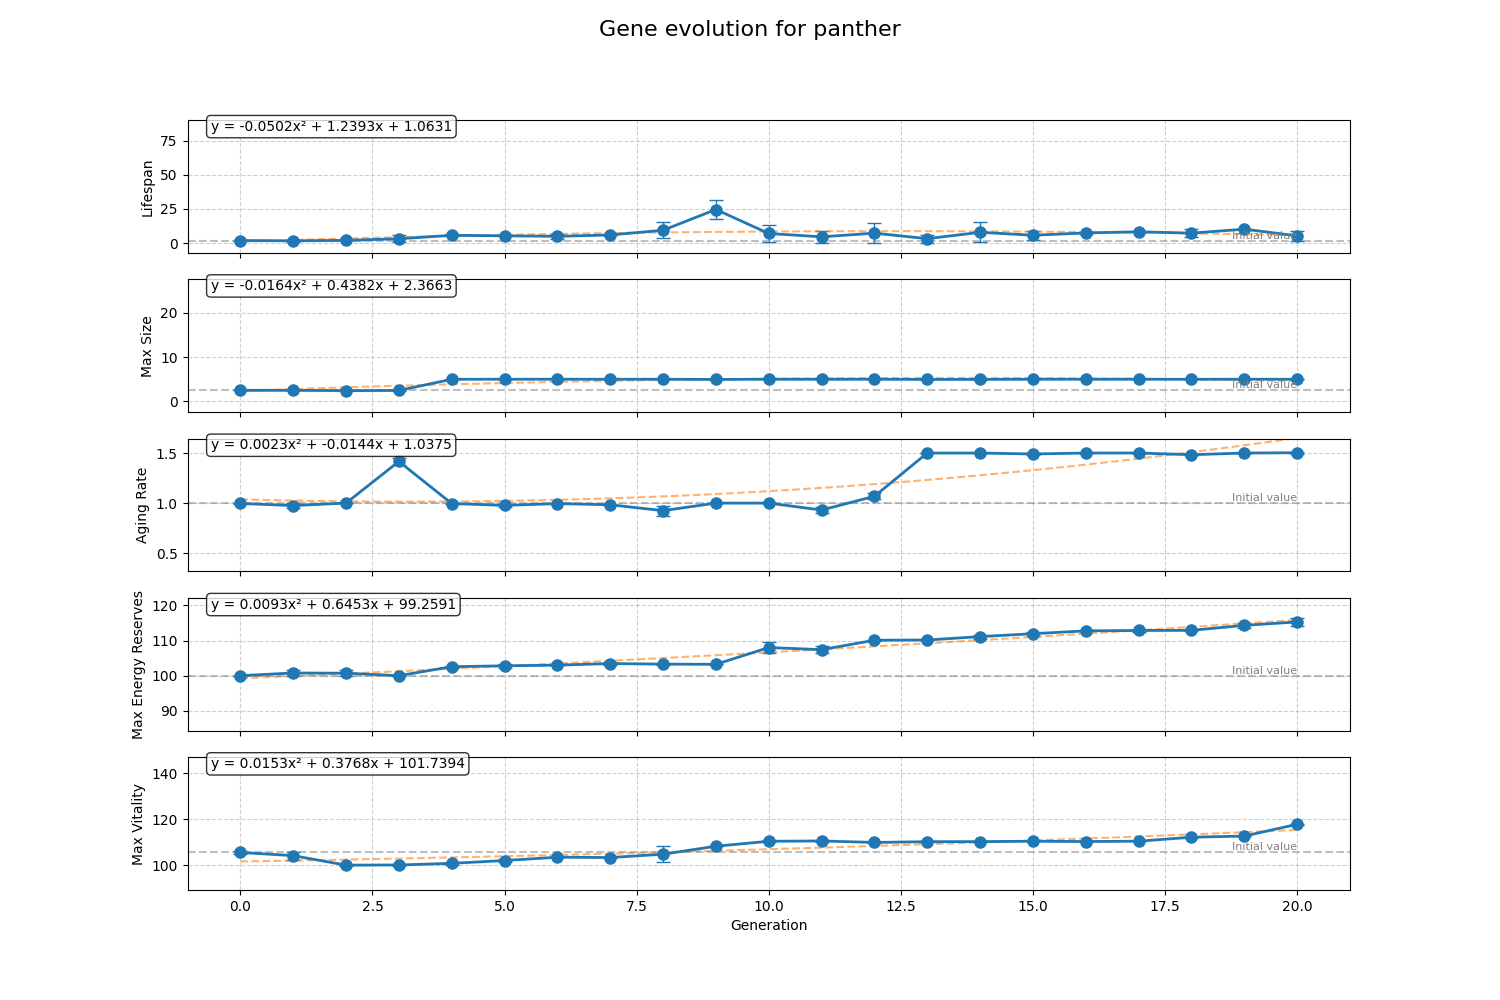 Gene evolution for panther
y = -0.0502x² + 1.2393x + 1.0631
75
50
25
0
Lifespan
Initial value
y = -0.0164x² + 0.4382x + 2.3663
20
10
0
Max Size
Initial value
y = 0.0023x² + -0.0144x + 1.0375
1.5
1.0
0.5
Aging Rate
Initial value
y = 0.0093x² + 0.6453x + 99.2591
120
110
100
90
Max Energy Reserves
Initial value
y = 0.0153x² + 0.3768x + 101.7394
140
120
100
Max Vitality
Initial value
0.0 2.5 5.0 7.5 10.0 12.5 15.0 17.5 20.0
Generation